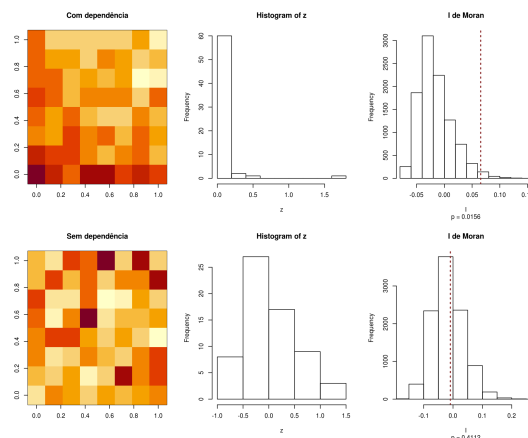 Com dependência
Histogram of z
I de Moran
0.0 0.2 0.4 0.6 0.8 1.0
0.0 0.2 0.4 0.6 0.8 1.0
Frequency
0 10 20 30 40 50 60
0.0 0.5 1.0 1.5
z
Frequency
0 500 1500 2000 2500 3000
-0.05 0.00 0.05 0.10 0.15
I
p = 0.0156
Sem dependência
Histogram of z
I de Moran
0.0 0.2 0.4 0.6 0.8 1.0
0.0 0.2 0.4 0.6 0.8 1.0
Frequency
0 5 10 15 20 25
-1.0 -0.5 0.0 0.5 1.0 1.5
z
Frequency
0 1000 2000 3000
-0.1 0.0 0.1 0.2
I
p = 0.4112